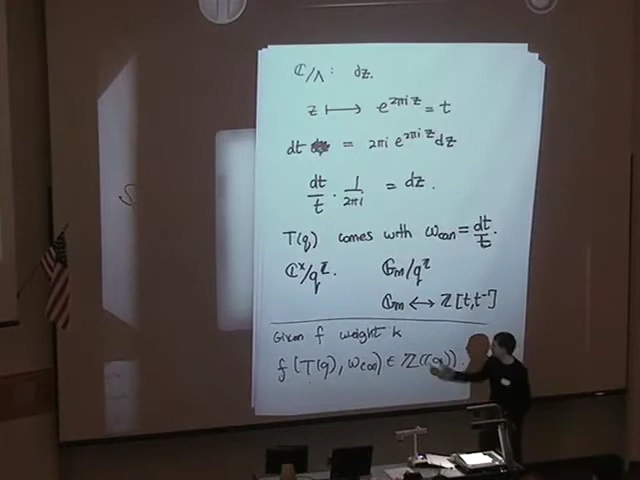 ℂ/Λ : dz.
z ⟼ e^{2πi z} = t
dt = 2πi e^{2πi z} dz
dt/t · 1/2πi = dz.
T(q) comes with ω_can = dt/t.
ℂ^×/q^ℤ. 𝔾_m/q^ℤ
𝔾_m ⟷ ℤ[t,t^{-1}]
Given f weight k
f(T(q), ω_can) ∈ ℤ((q)).